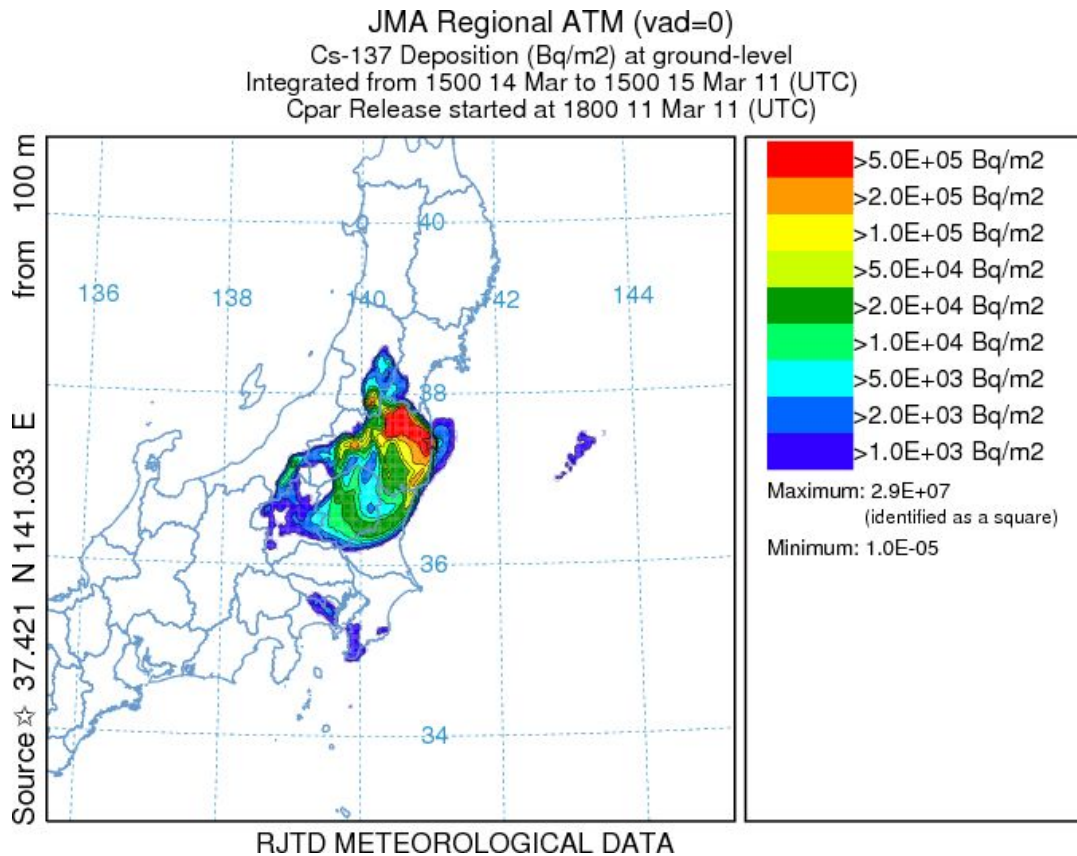 JMA Regional ATM (vad=0)
Cs-137 Deposition (Bq/m2) at ground-level
Integrated from 1500 14 Mar to 1500 15 Mar 11 (UTC)
Cpar Release started at 1800 11 Mar 11 (UTC)
Source☆ 37.421 N 141.033 E from 100 m
40
136
138
140
142
144
38
36
34
>5.0E+05 Bq/m2
>2.0E+05 Bq/m2
>1.0E+05 Bq/m2
>5.0E+04 Bq/m2
>2.0E+04 Bq/m2
>1.0E+04 Bq/m2
>5.0E+03 Bq/m2
>2.0E+03 Bq/m2
>1.0E+03 Bq/m2
Maximum: 2.9E+07
(identified as a square)
Minimum: 1.0E-05
RJTD METEOROLOGICAL DATA